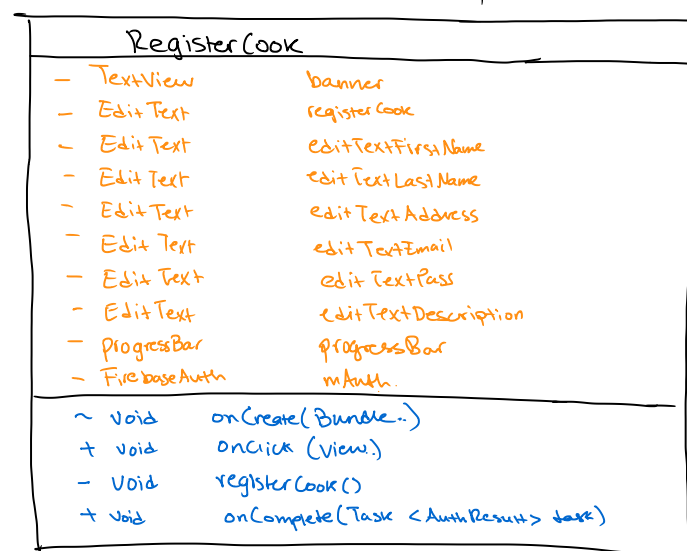 RegisterCook
- TextView banner
- EditText registerCook
- EditText editTextFirstName
- EditText editTextLastName
- EditText editTextAddress
- EditText editTextEmail
- EditText editTextPass
- EditText editTextDescription
- progressBar progressBar
- FirebaseAuth mAuth.
~ void onCreate(Bundle..)
+ void onClick (View.)
- void registerCook()
+ void onComplete(Task <AuthResult> task)